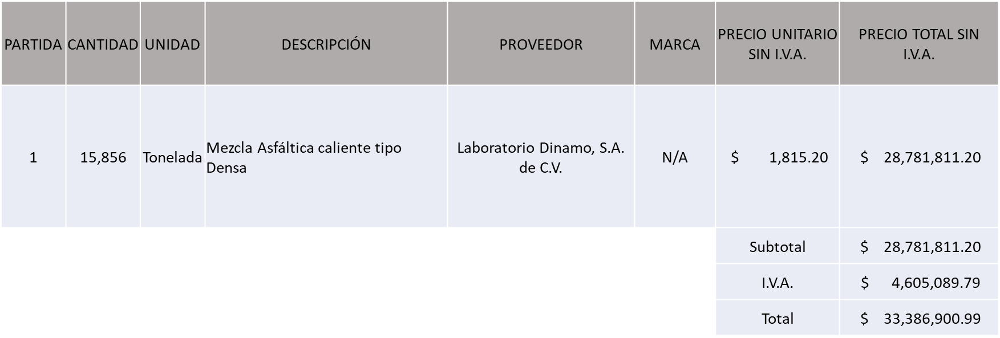 PARTIDA CANTIDAD UNIDAD DESCRIPCIÓN PROVEEDOR MARCA PRECIO UNITARIO SIN I.V.A. PRECIO TOTAL SIN I.V.A.
1 15,856 Tonelada Mezcla Asfáltica caliente tipo Densa Laboratorio Dinamo, S.A. de C.V. N/A $ 1,815.20 $ 28,781,811.20
Subtotal $ 28,781,811.20
I.V.A. $ 4,605,089.79
Total $ 33,386,900.99